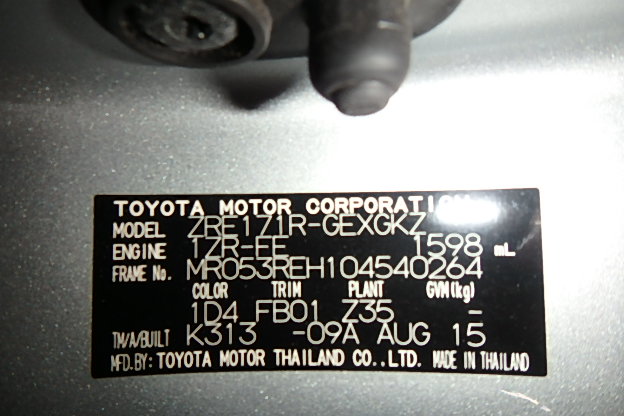 TOYOTA MOTOR CORPORATION
MODEL ZRE171R-GEXGKZ
ENGINE 1ZR-FE 1598 mL
FRAME No. MR053REH104540264
COLOR TRIM PLANT GVM(kg)
1D4 FB01 Z35 -
TM/A/BUILT K313 -09A AUG 15
MFD.BY: TOYOTA MOTOR THAILAND CO.,LTD. MADE IN THAILAND